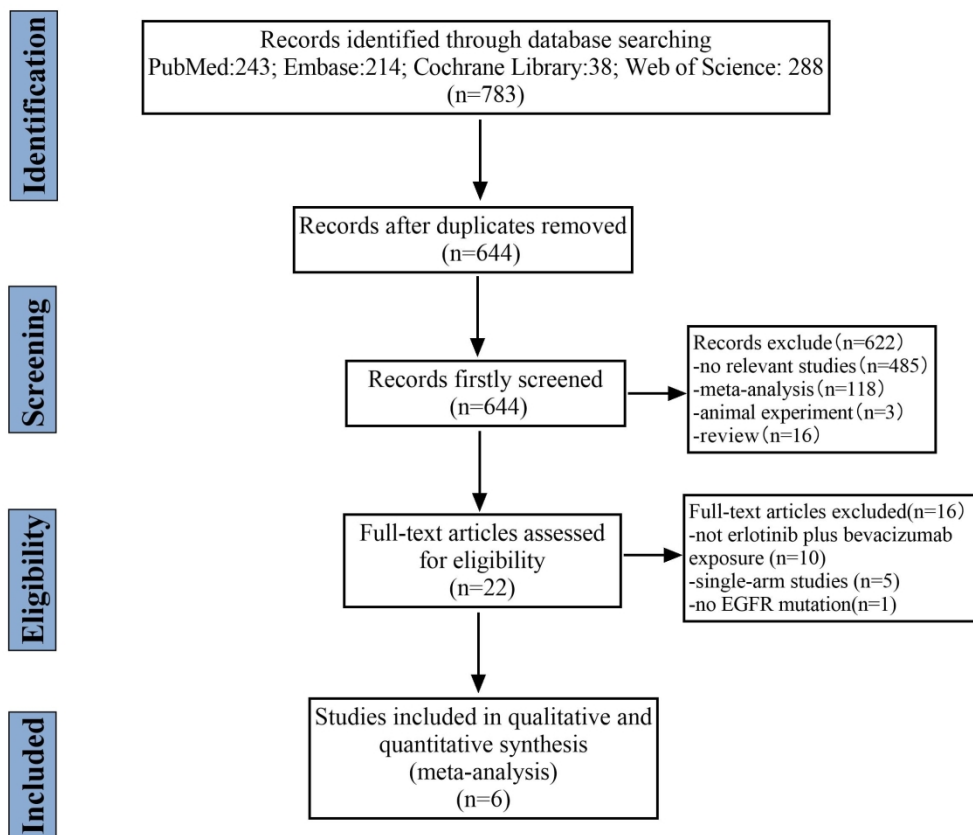 Identification
Records identified through database searching
PubMed:243; Embase:214; Cochrane Library:38; Web of Science: 288
(n=783)
Records after duplicates removed
(n=644)
Screening
Records firstly screened
(n=644)
Records exclude(n=622)
-no relevant studies(n=485)
-meta-analysis(n=118)
-animal experiment(n=3)
-review(n=16)
Eligibility
Full-text articles assessed
for eligibility
(n=22)
Full-text articles excluded(n=16)
-not erlotinib plus bevacizumab
exposure (n=10)
-single-arm studies (n=5)
-no EGFR mutation(n=1)
Included
Studies included in qualitative and
quantitative synthesis
(meta-analysis)
(n=6)